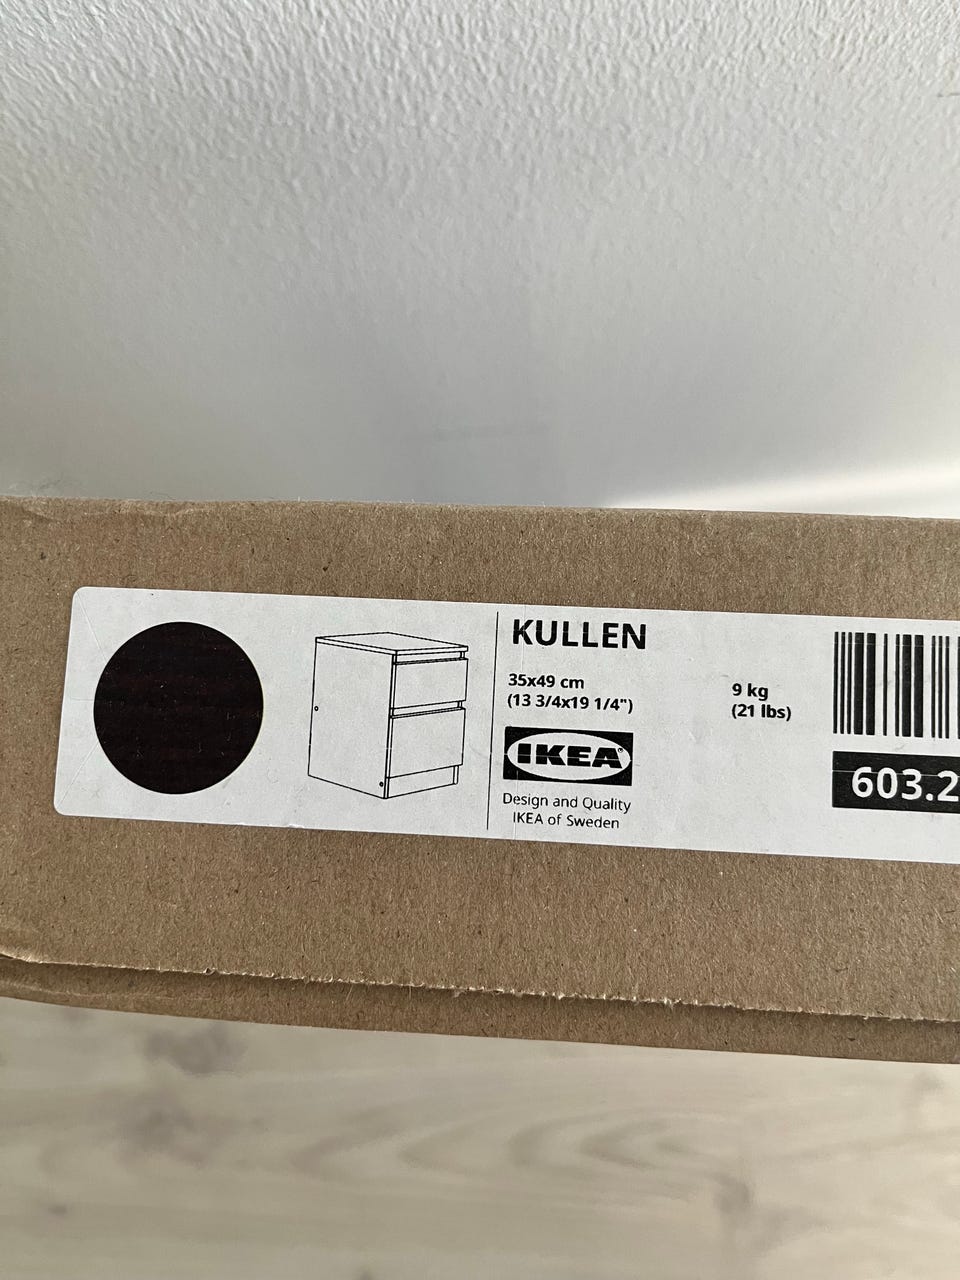 KULLEN
35x49 cm
(13 3/4x19 1/4")
9 kg
(21 lbs)
IKEA®
Design and Quality
IKEA of Sweden
603.2